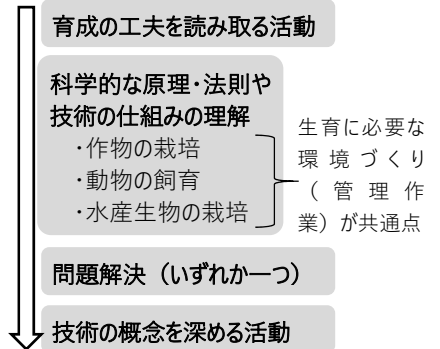 育成の工夫を読み取る活動
科学的な原理・法則や
技術の仕組みの理解
・作物の栽培
・動物の飼育
・水産生物の栽培
生育に必要な
環境づくり
(管理作
業)が共通点
問題解決(いずれか一つ)
技術の概念を深める活動